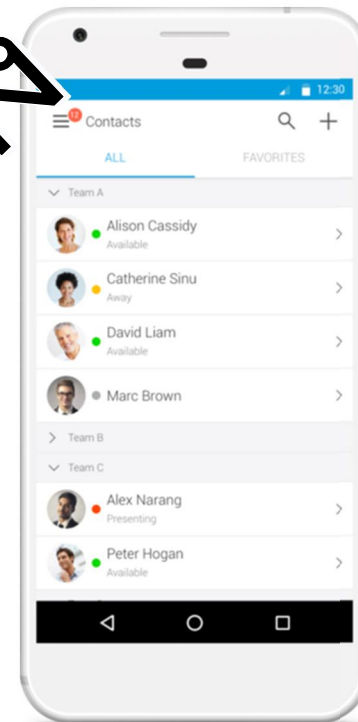 12:30
12
Contacts
ALL FAVORITES
Team A
Alison Cassidy
Available
Catherine Sinu
Away
David Liam
Available
Marc Brown
Team B
Team C
Alex Narang
Presenting
Peter Hogan
Available